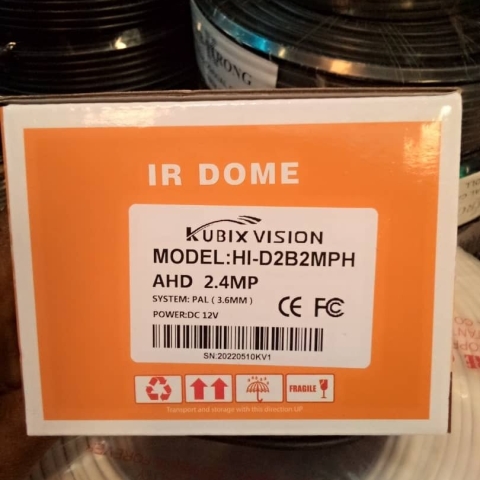 STRONG
IR DOME
KUBIX VISION
MODEL:HI-D2B2MPH
AHD 2.4MP
SYSTEM: PAL ( 3.6MM )
CE FC
POWER:DC 12V
SN:20220510KV1
FRAGILE
Transport and storage with this direction UP